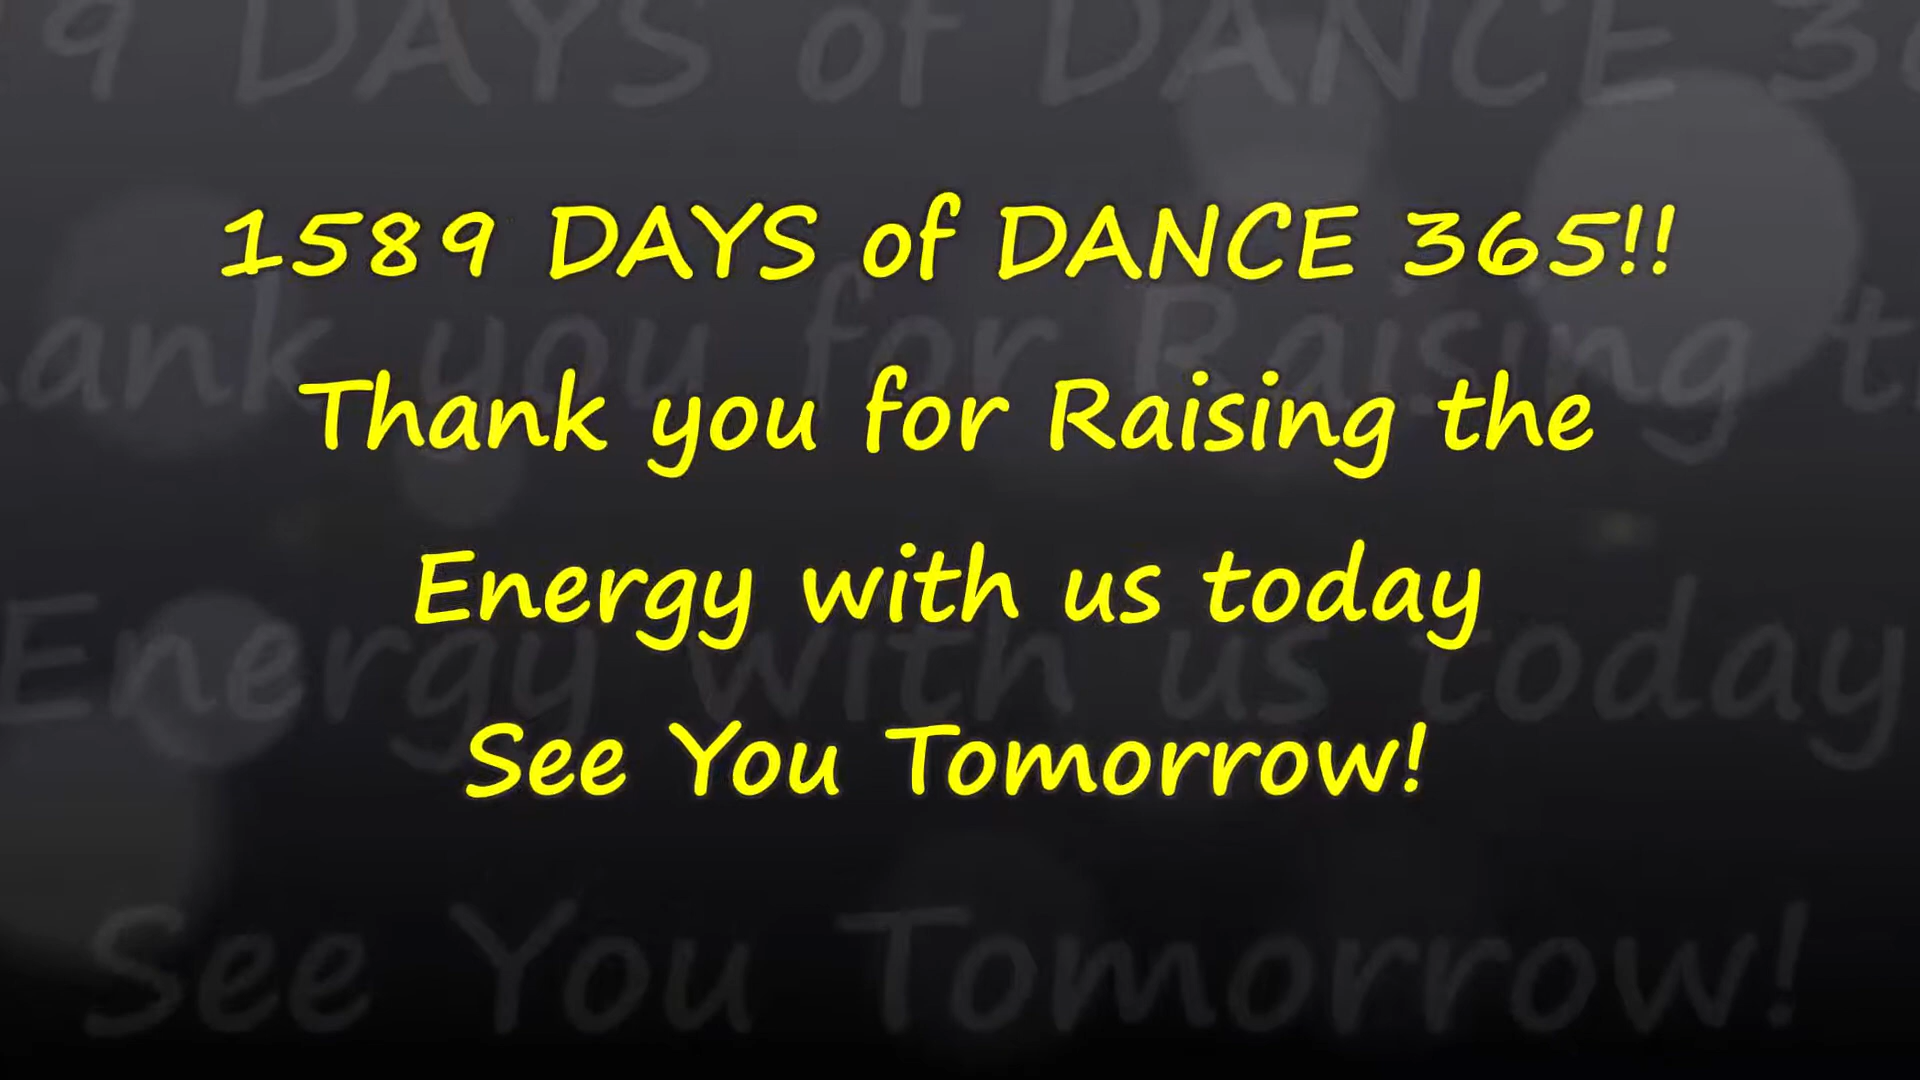 1589 DAYS of DANCE 365!!
Thank you for Raising the
Energy with us today
See You Tomorrow!